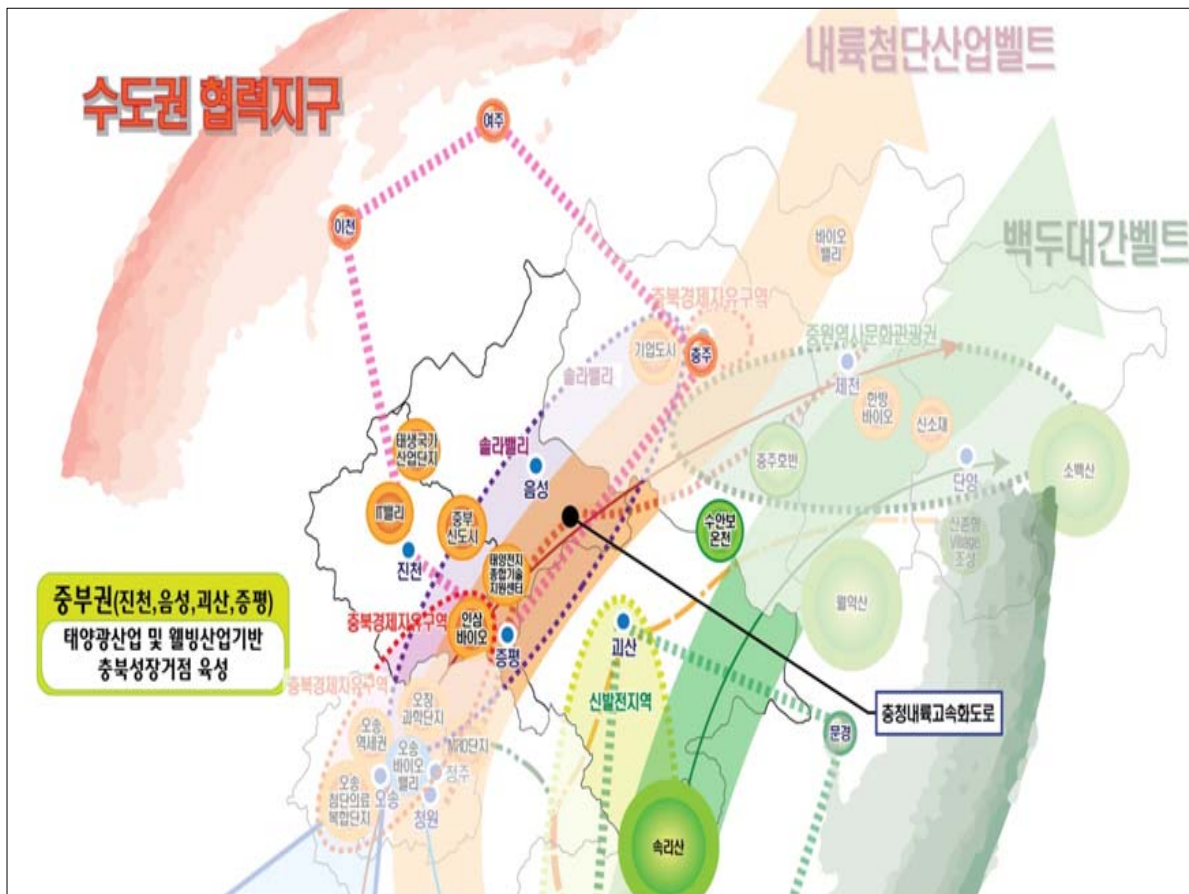 내륙첨단산업벨트
수도권 협력지구
여주
이천
바이오
밸리
백두대간벨트
충북경제자유구역
기업도시
충주
중원역사문화관광권
제천
솔라밸리
한방
바이오
신소재
태생국가
산업단지
솔라밸리
음성
충주호반
단양
소백산
IT밸리
중부
신도시
수안보
온천
진천
태양전지
종합기술
지원센터
월악산
중부권(진천,음성,괴산,증평)
태양광산업 및 웰빙산업기반
충북성장거점 육성
충북경제자유구역
인삼
바이오
증평
괴산
충북경제자유구역
오창
과학단지
신발전지역
충청내륙고속화도로
문경
오송
역세권
오송
바이오
밸리
MRO단지
청주
오송
첨단의료
복합단지
오송
청원
속리산